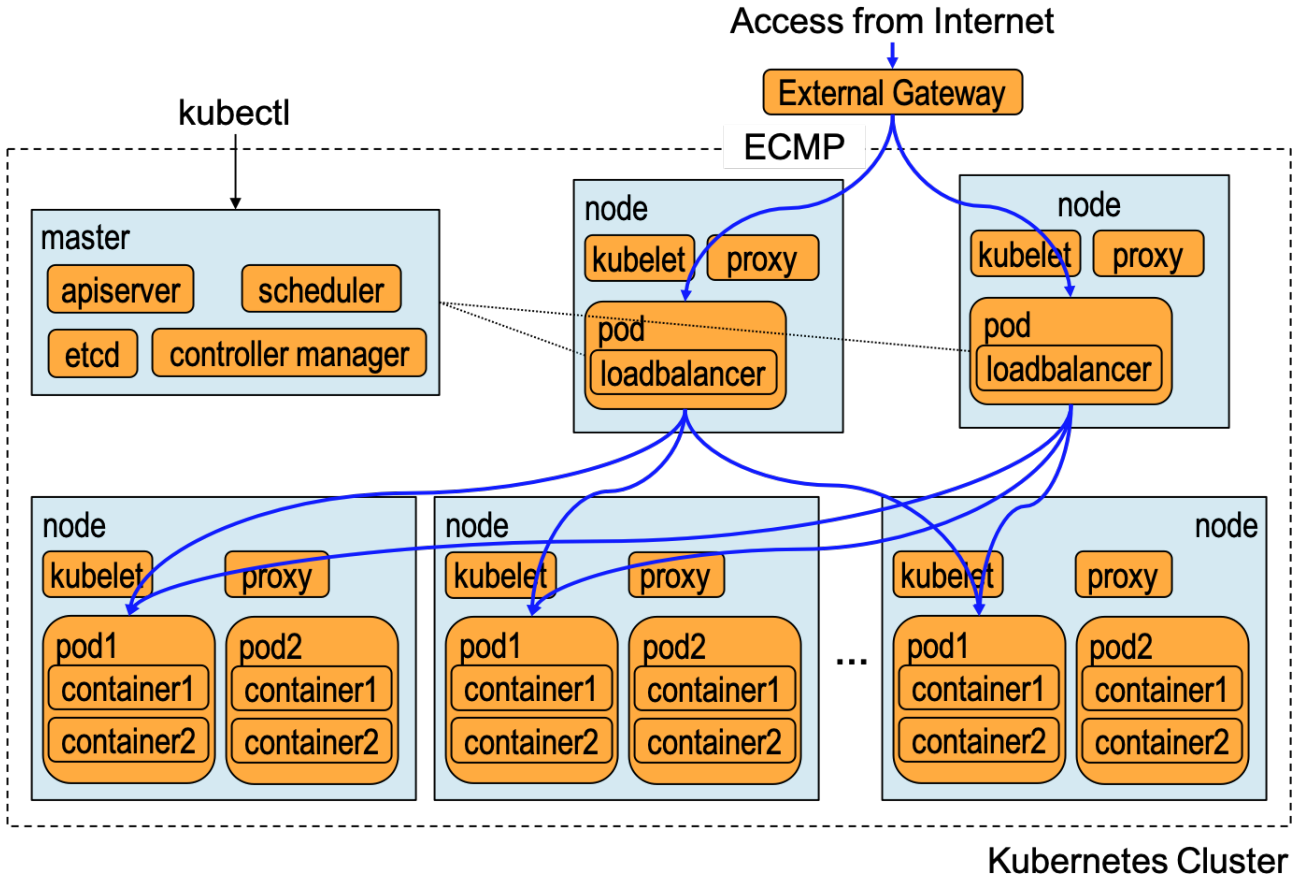 Access from Internet
External Gateway
kubectl
ECMP
master
apiserver
scheduler
etcd
controller manager
node
kubelet
proxy
pod
loadbalancer
node
kubelet
proxy
pod
loadbalancer
node
kubelet
proxy
pod1
container1
container2
pod2
container1
container2
node
kubelet
proxy
pod1
container1
container2
pod2
container1
container2
...
node
kubelet
proxy
pod1
container1
container2
pod2
container1
container2
Kubernetes Cluster